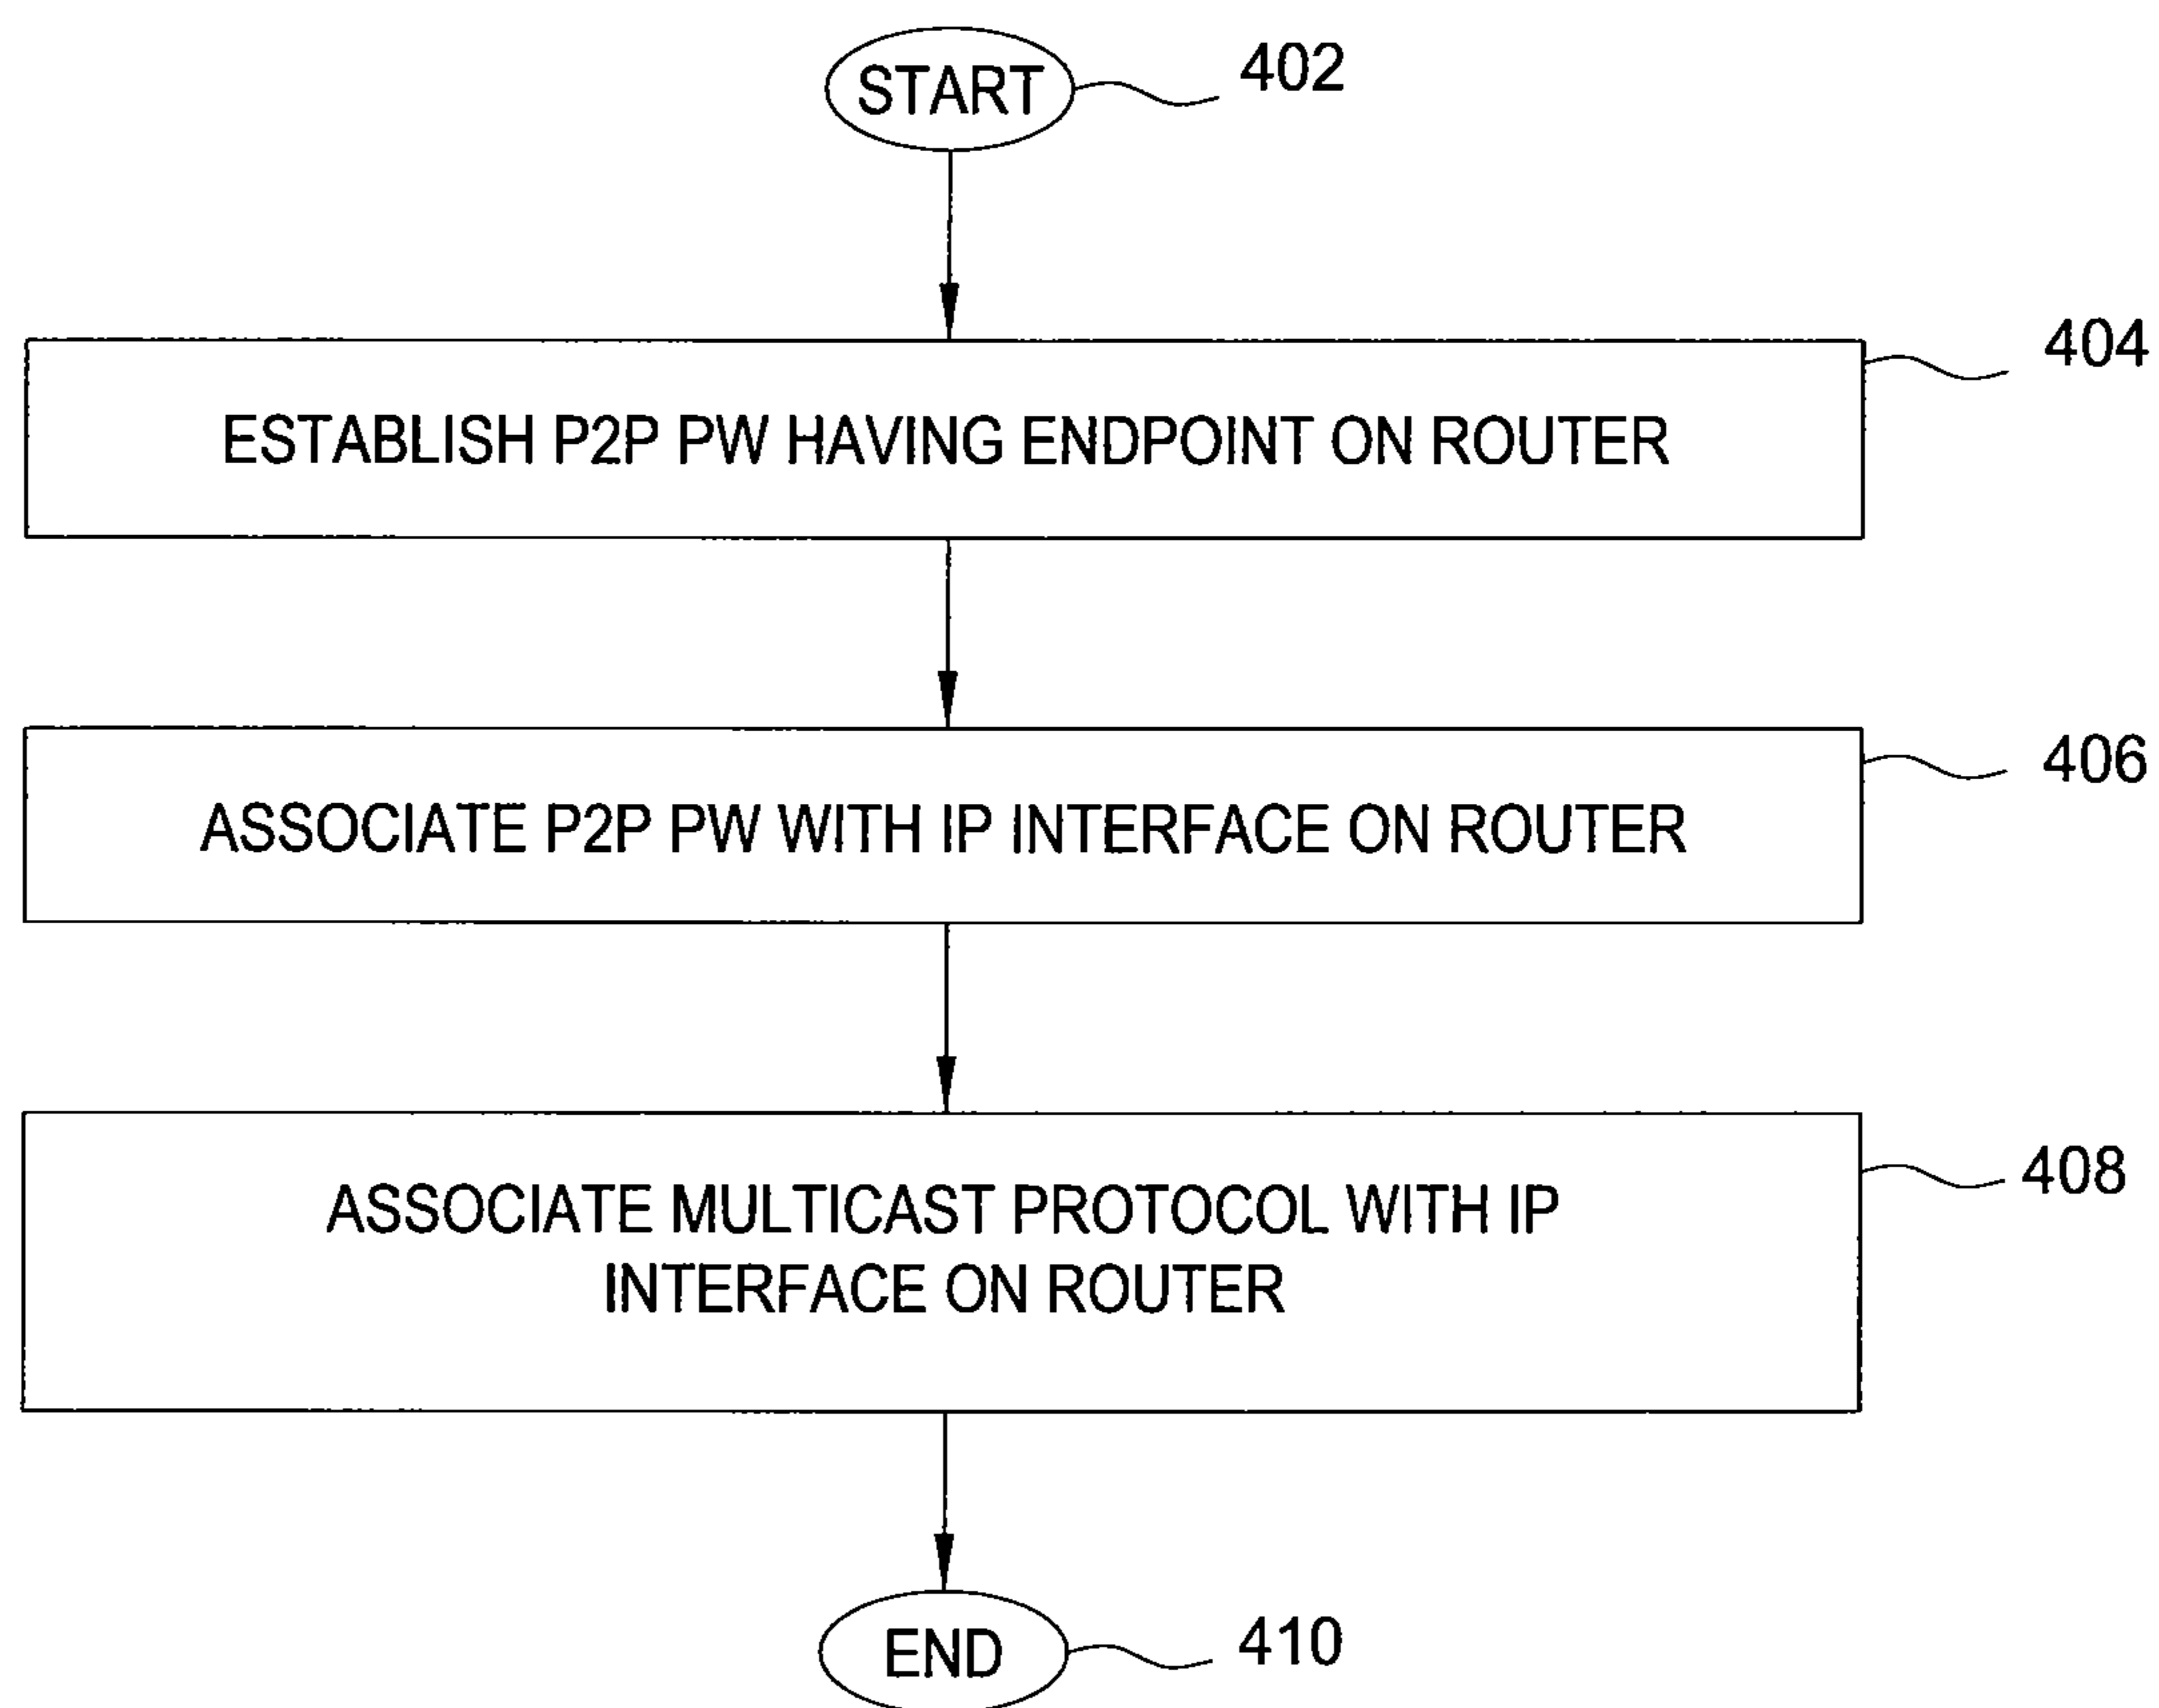 START
402
404
ESTABLISH P2P PW HAVING ENDPOINT ON ROUTER
406
ASSOCIATE P2P PW WITH IP INTERFACE ON ROUTER
408
ASSOCIATE MULTICAST PROTOCOL WITH IP
INTERFACE ON ROUTER
END
410